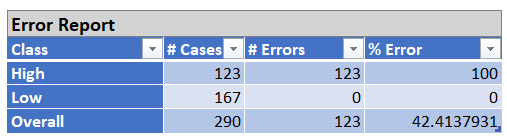 Error Report
Class # Cases # Errors % Error
High 123 123 100
Low 167 0 0
Overall 290 123 42.4137931